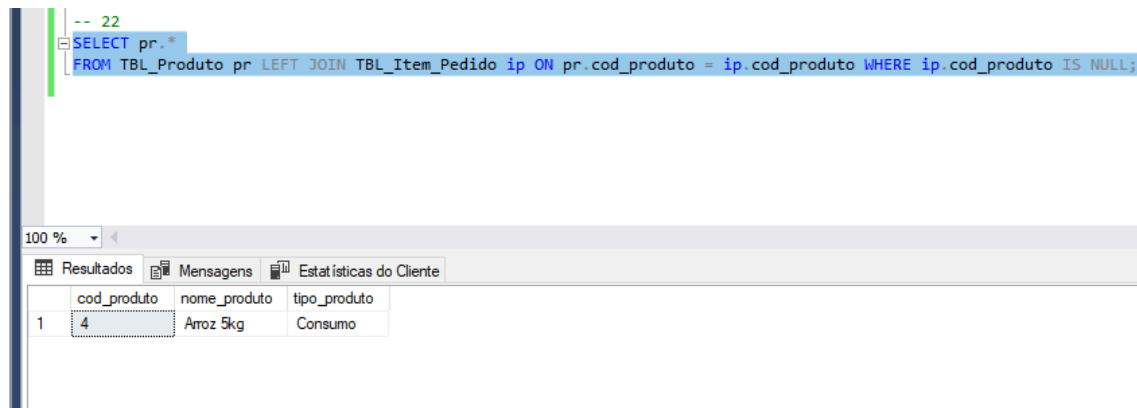 -- 22
SELECT pr.*
FROM TBL_Produto pr LEFT JOIN TBL_Item_Pedido ip ON pr.cod_produto = ip.cod_produto WHERE ip.cod_produto IS NULL;
100 %
Resultados Mensagens Estatísticas do Cliente
cod_produto nome_produto tipo_produto
1 4 Arroz 5kg Consumo